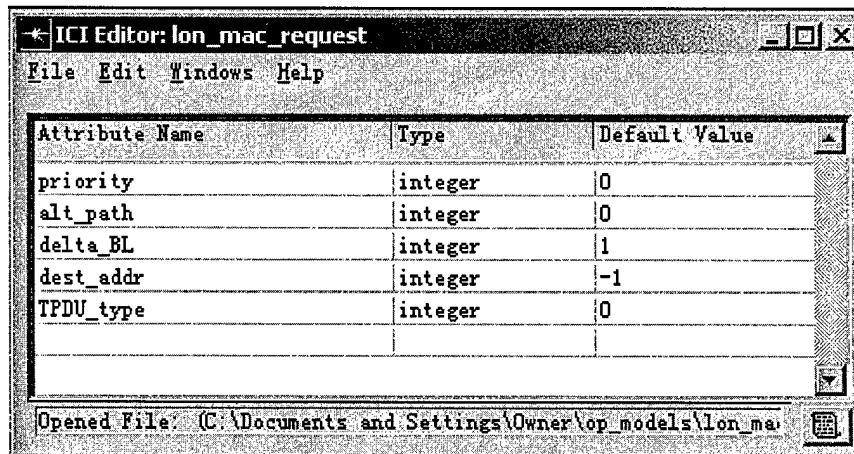 ICI Editor: lon_mac_request
File Edit Windows Help
Attribute Name Type Default Value
priority integer 0
alt_path integer 0
delta_BL integer 1
dest_addr integer -1
TPDU_type integer 0
Opened File: (C:\Documents and Settings\Owner\op_models\lon_ma